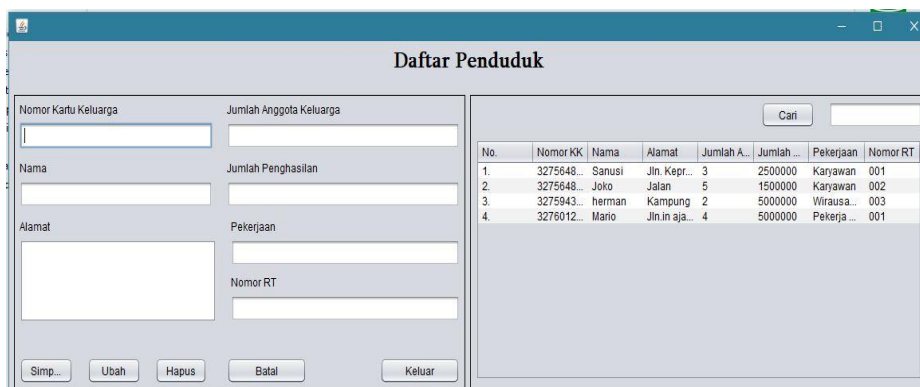 Daftar Penduduk
Nomor Kartu Keluarga
Jumlah Anggota Keluarga
Nama
Jumlah Penghasilan
Alamat
Pekerjaan
Nomor RT
Simp...
Ubah
Hapus
Batal
Keluar
Cari
No. Nomor KK Nama Alamat Jumlah A... Jumlah ... Pekerjaan Nomor RT
1. 3275648... Sanusi Jln. Kepr... 3 2500000 Karyawan 001
2. 3275648... Joko Jalan 5 1500000 Karyawan 002
3. 3275943... herman Kampung 2 5000000 Wirausa... 003
4. 3276012... Mario Jln.in aja... 4 5000000 Pekerja ... 001